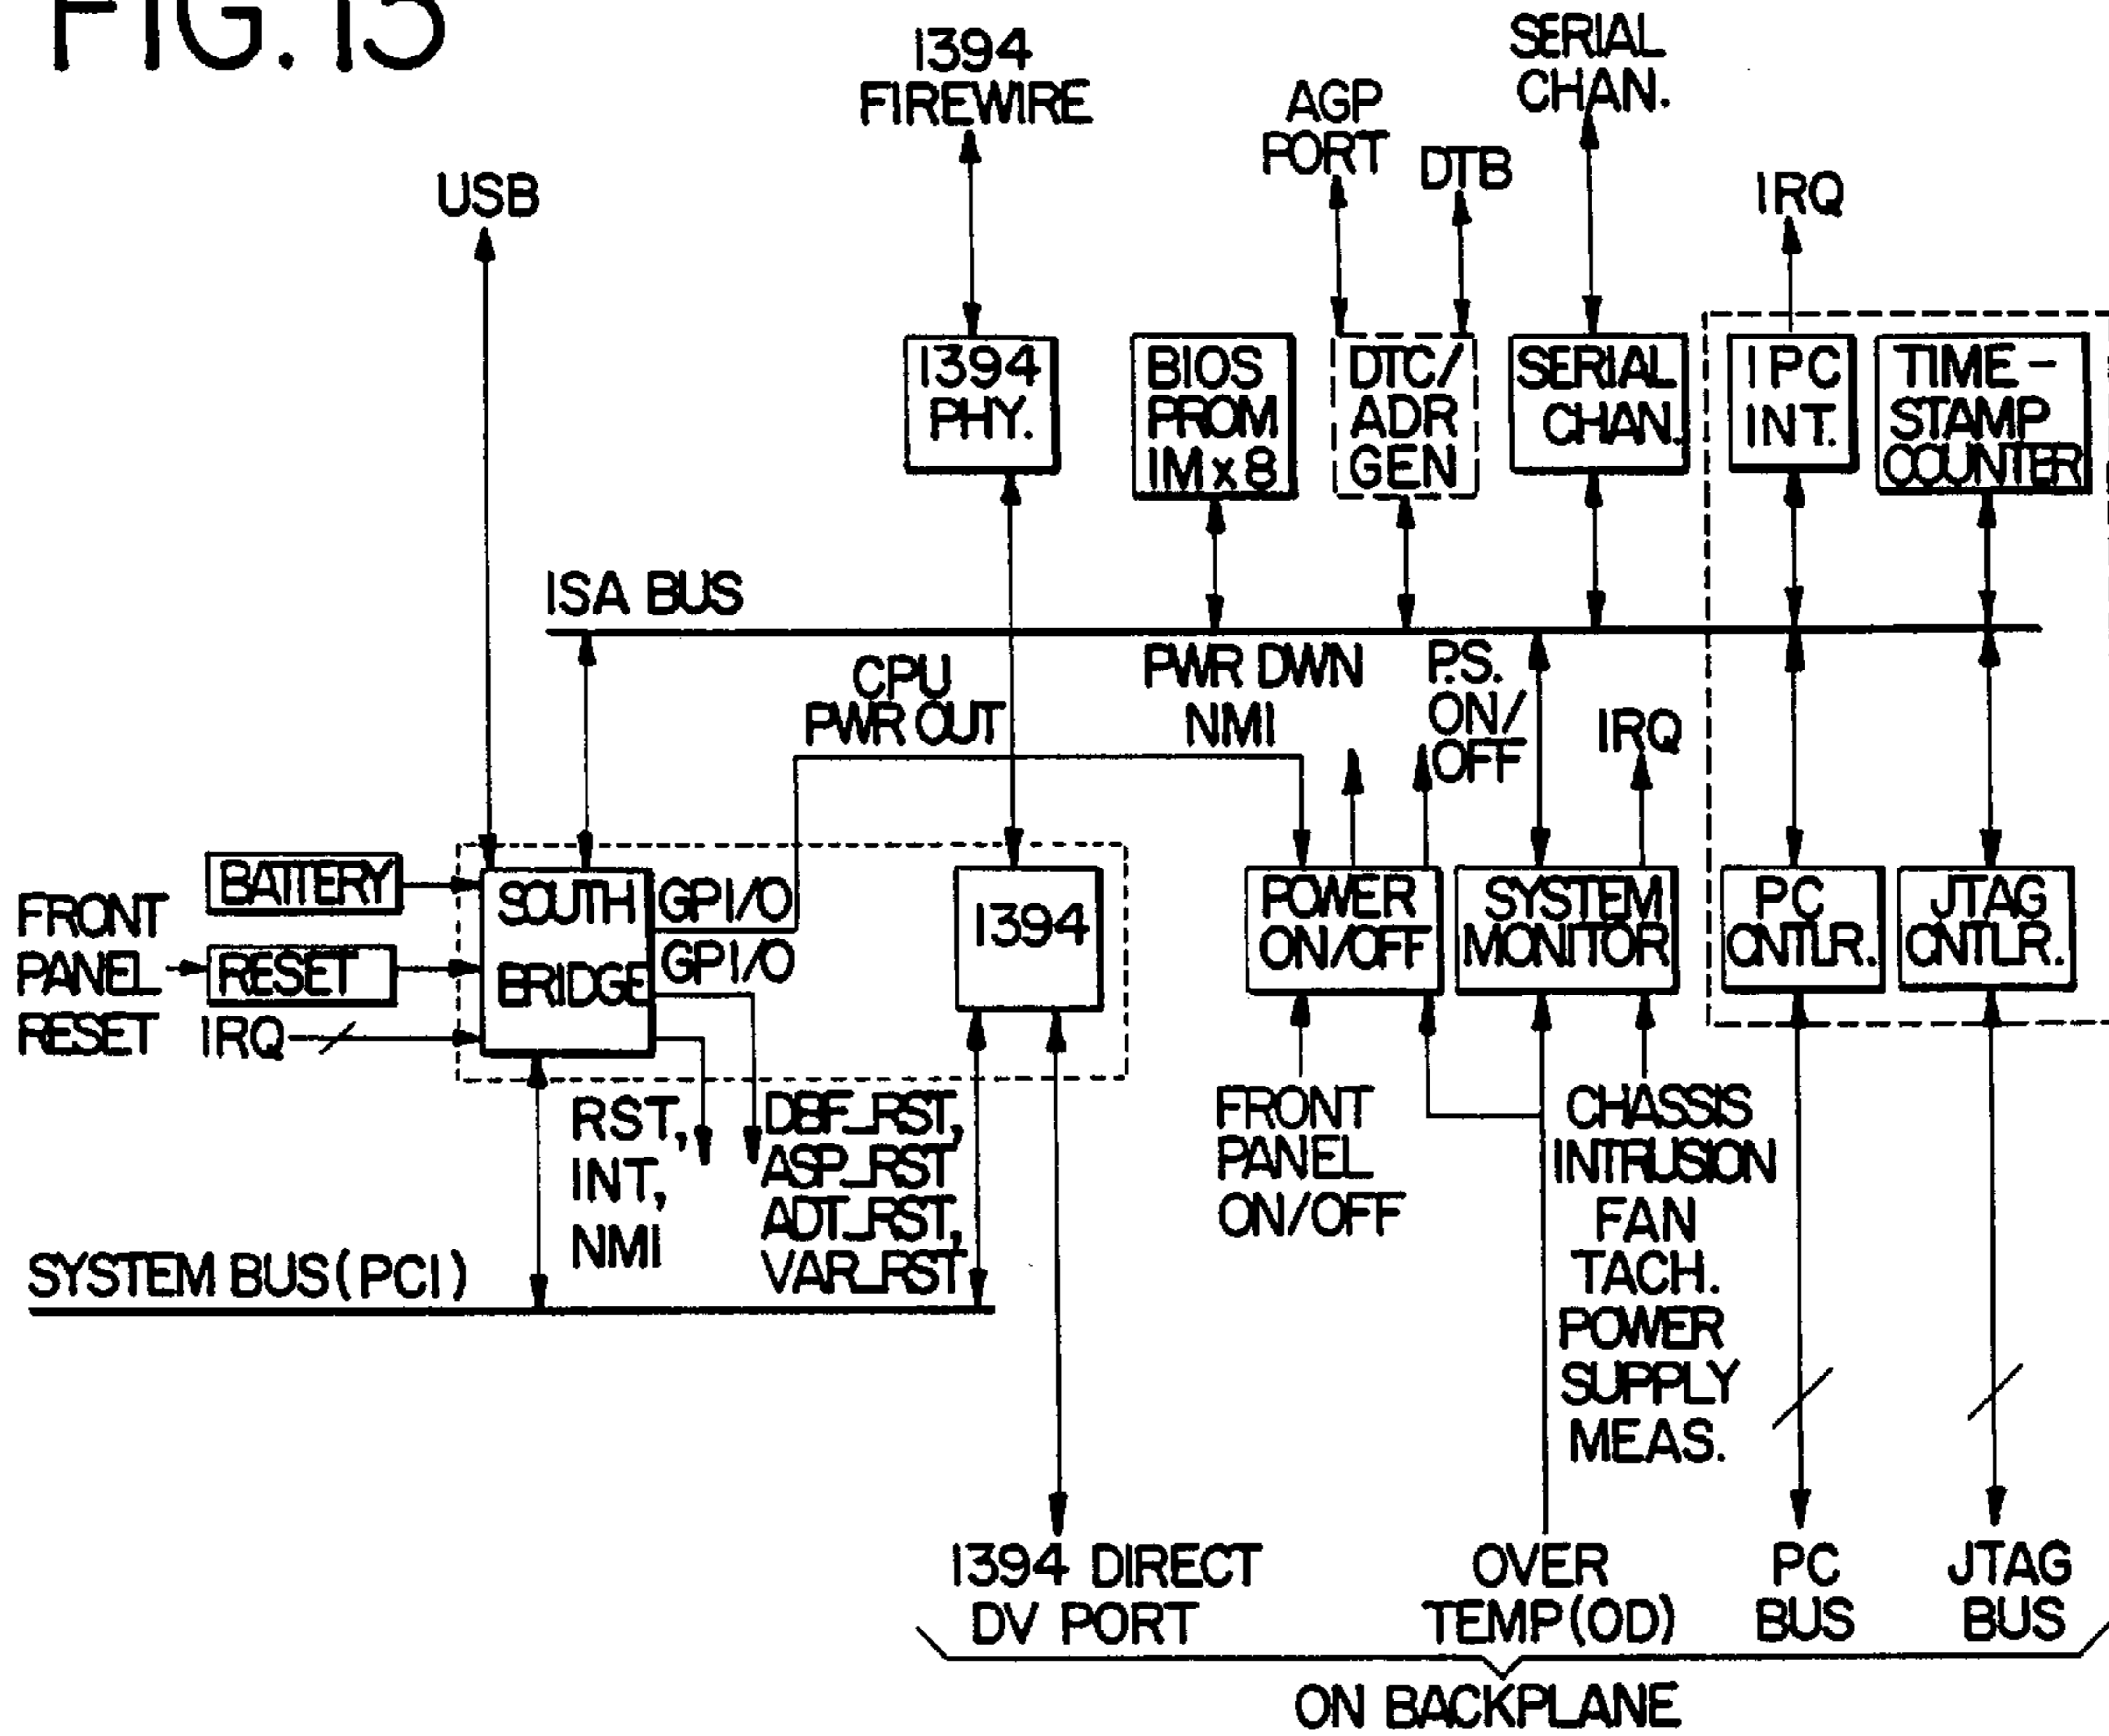 FIG. 13
1394
FIREWIRE
AGP
PORT
DTB
SERIAL
CHAN.
USB
IRQ
1394
PHY.
BIOS
PROM
1M x 8
DTC/
ADR
GEN
SERIAL
CHAN.
IPC
INT.
TIME-
STAMP
COUNTER
ISA BUS
CPU
PWR OUT
PWR DWN
NMI
P.S.
ON/
OFF
IRQ
BATTERY
FRONT
PANEL
RESET
RESET
IRQ
SOUTH
BRIDGE
GPI/O
GPI/O
1394
POWER
ON/OFF
SYSTEM
MONITOR
PC
CNTLR.
JTAG
CNTLR.
RST,
INT,
NMI
DBF_RST,
ASP_RST
ADT_RST,
VAR_RST
FRONT
PANEL
ON/OFF
CHASSIS
INTRUSION
FAN
TACH.
POWER
SUPPLY
MEAS.
SYSTEM BUS (PCI)
1394 DIRECT
DV PORT
OVER
TEMP (OD)
PC
BUS
JTAG
BUS
ON BACKPLANE